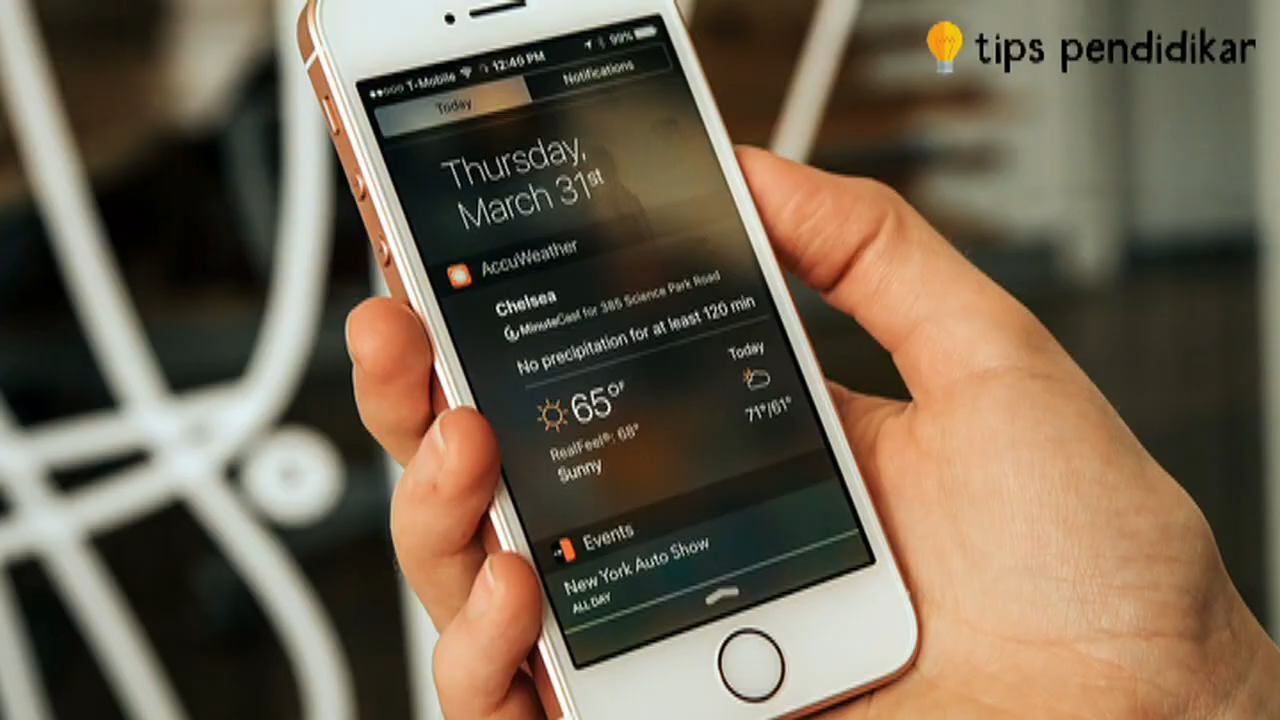 tips pendidikan
T-Mobile 12:46 PM 99%
Today Notifications
Thursday,
March 31st
AccuWeather
Chelsea
MinuteCast for 385 Science Park Road
No precipitation for at least 120 min
65°F
RealFeel®: 68°
Sunny
Today
71°/61°
Events
New York Auto Show
ALL DAY